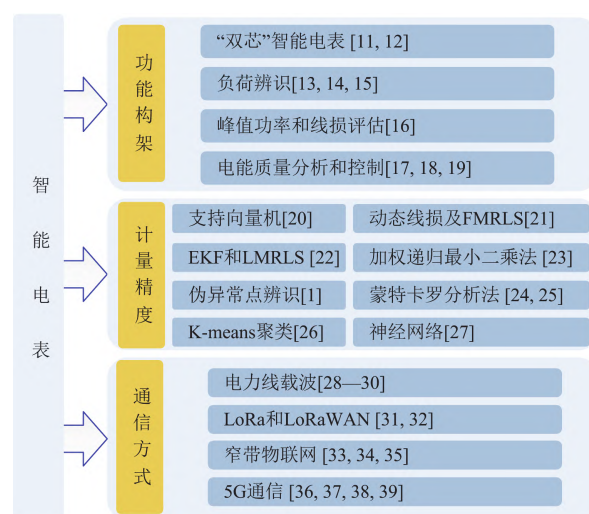 智能电表
功能构架
“双芯”智能电表 [11, 12]
负荷辨识[13, 14, 15]
峰值功率和线损评估[16]
电能质量分析和控制[17, 18, 19]
计量精度
支持向量机[20]
动态线损及FMRLS[21]
EKF和LMRLS [22]
加权递归最小二乘法 [23]
伪异常点辨识[1]
蒙特卡罗分析法 [24, 25]
K-means聚类[26]
神经网络[27]
通信方式
电力线载波[28—30]
LoRa和LoRaWAN [31, 32]
窄带物联网 [33, 34, 35]
5G通信 [36, 37, 38, 39]